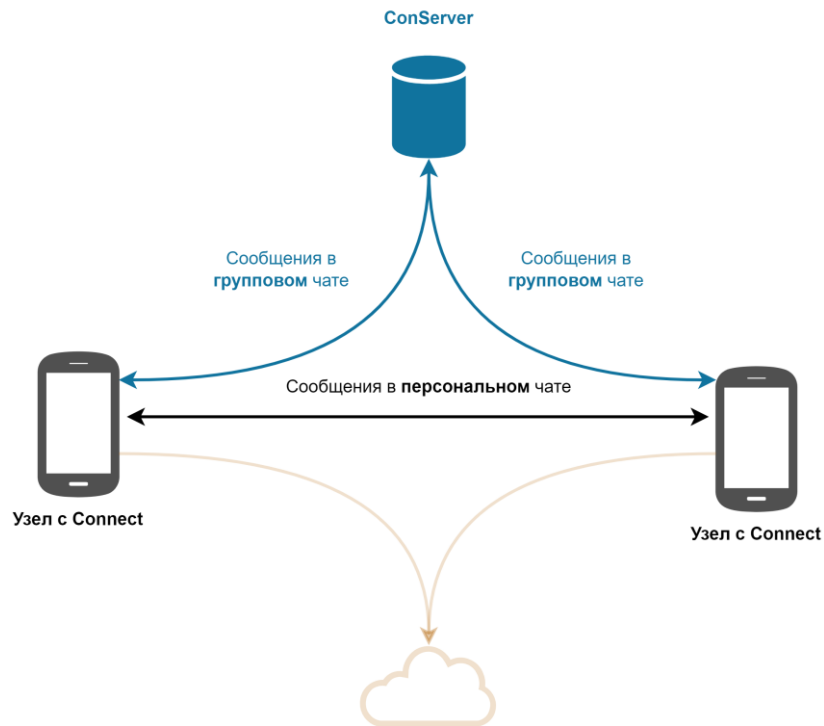 ConServer
Сообщения в
групповом чате
Сообщения в
групповом чате
Сообщения в персональном чате
Узел с Connect
Узел с Connect